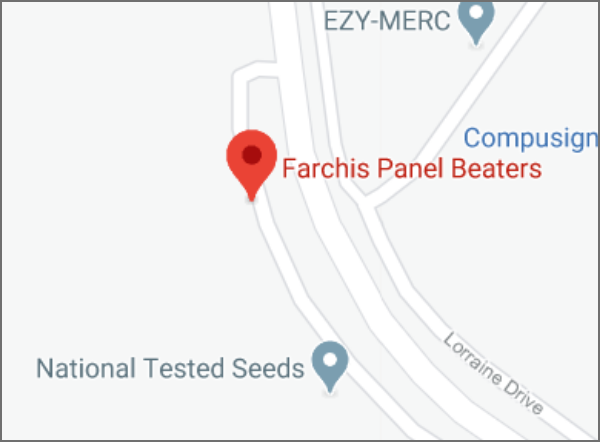 EZY-MERC
Compusign
Farchis Panel Beaters
National Tested Seeds
Lorraine Drive